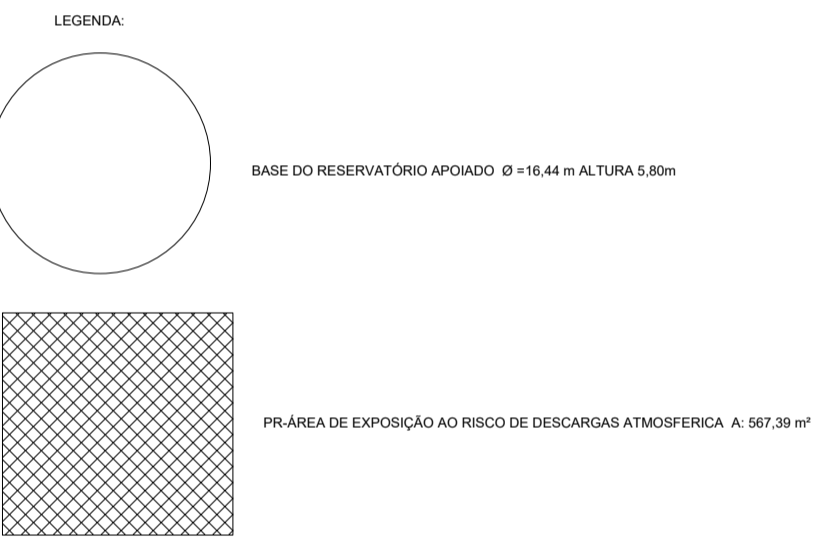 LEGENDA:
BASE DO RESERVATÓRIO APOIADO Ø =16,44 m ALTURA 5,80m
PR-ÁREA DE EXPOSIÇÃO AO RISCO DE DESCARGAS ATMOSFERICA A: 567,39 m²